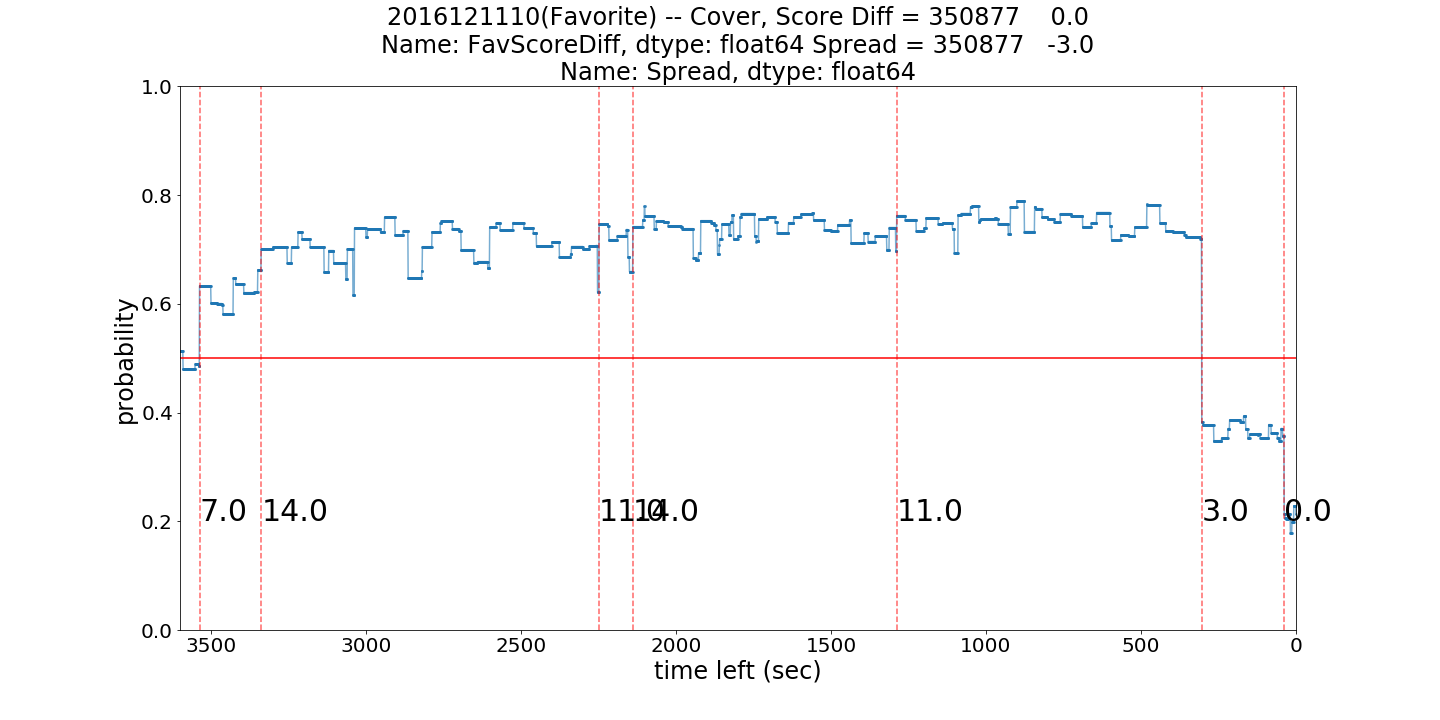 2016121110(Favorite) -- Cover, Score Diff = 350877    0.0
Name: FavScoreDiff, dtype: float64 Spread = 350877   -3.0
Name: Spread, dtype: float64
1.0
0.8
0.6
0.4
0.2
0.0
probability
7.0 14.0 11.0 14.0 11.0 3.0 0.0
3500 3000 2500 2000 1500 1000 500 0
time left (sec)